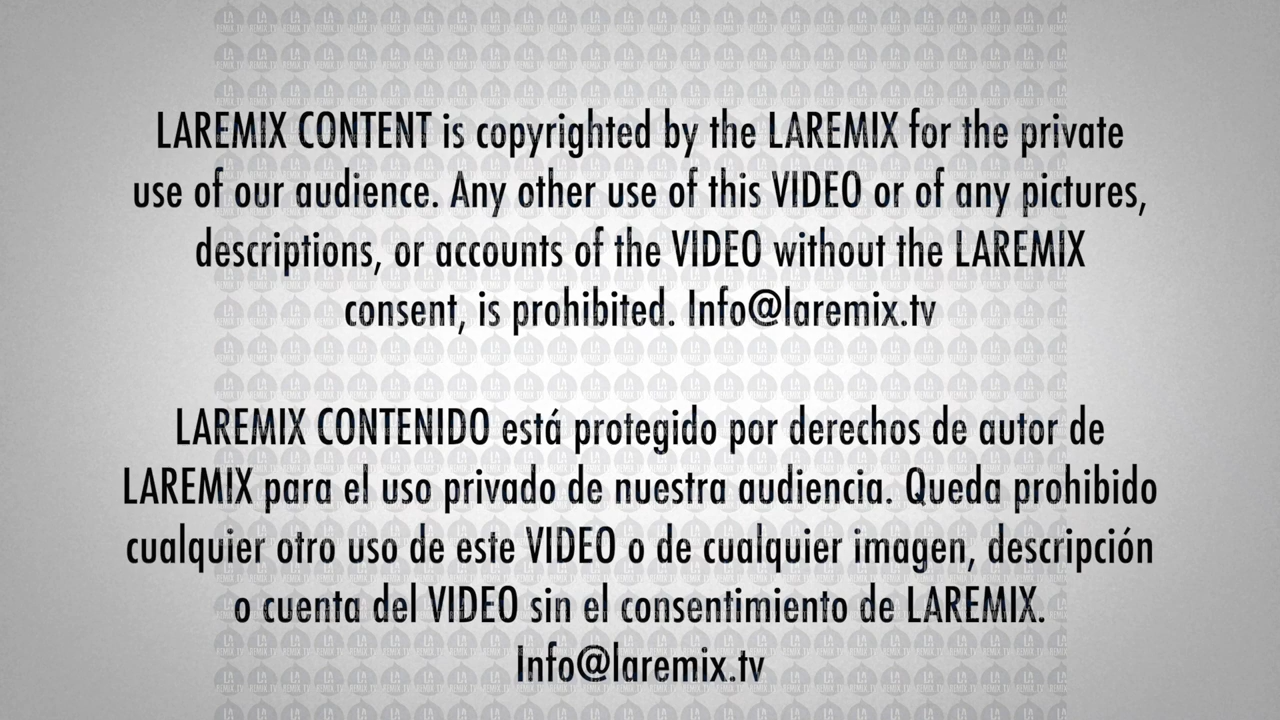 LAREMIX CONTENT is copyrighted by the LAREMIX for the private
use of our audience. Any other use of this VIDEO or of any pictures,
descriptions, or accounts of the VIDEO without the LAREMIX
consent, is prohibited. Info@laremix.tv
LAREMIX CONTENIDO está protegido por derechos de autor de
LAREMIX para el uso privado de nuestra audiencia. Queda prohibido
cualquier otro uso de este VIDEO o de cualquier imagen, descripción
o cuenta del VIDEO sin el consentimiento de LAREMIX.
Info@laremix.tv